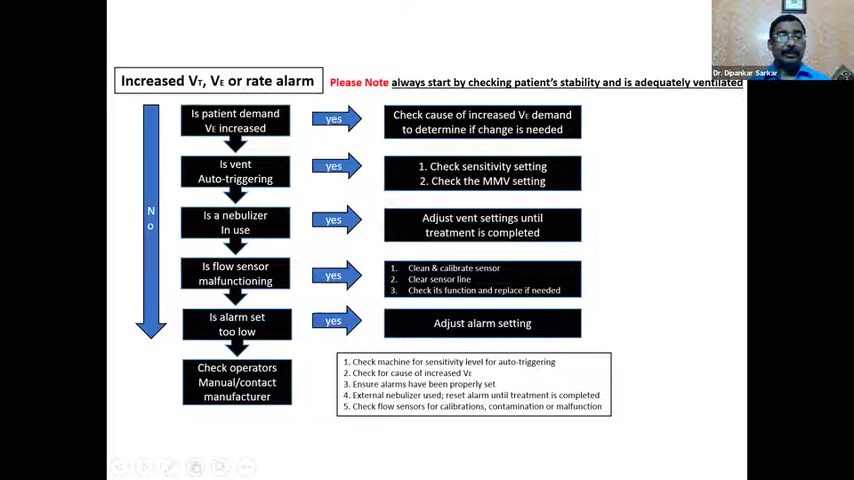 Dr. Dipankar Sarkar
Increased VT, VE or rate alarm
Please Note always start by checking patient's stability and is adequately ventilated
No
Is patient demand
VE increased
yes
Check cause of increased VE demand
to determine if change is needed
Is vent
Auto-triggering
yes
1. Check sensitivity setting
2. Check the MMV setting
Is a nebulizer
In use
yes
Adjust vent settings until
treatment is completed
Is flow sensor
malfunctioning
yes
1. Clean & calibrate sensor
2. Clear sensor line
3. Check its function and replace if needed
Is alarm set
too low
yes
Adjust alarm setting
Check operators
Manual/contact
manufacturer
1. Check machine for sensitivity level for auto-triggering
2. Check for cause of increased VE
3. Ensure alarms have been properly set
4. External nebulizer used; reset alarm until treatment is completed
5. Check flow sensors for calibrations, contamination or malfunction